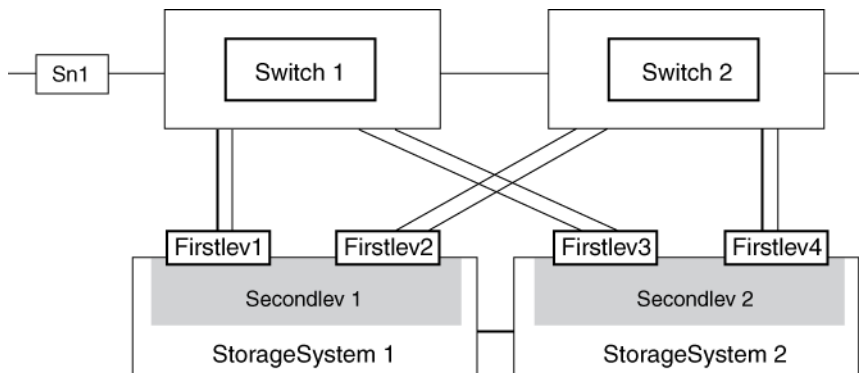 Sn1
Switch 1
Switch 2
Firstlev1
Firstlev2
Firstlev3
Firstlev4
Secondlev 1
Secondlev 2
StorageSystem 1
StorageSystem 2